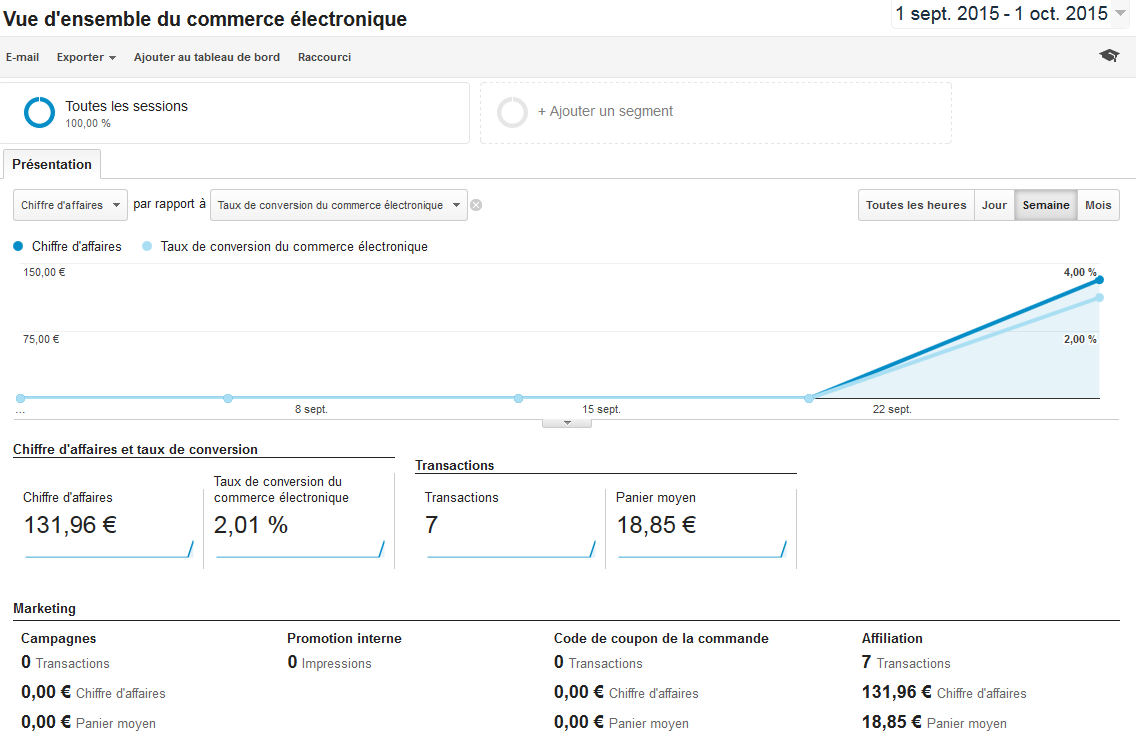 Vue d'ensemble du commerce électronique
1 sept. 2015 - 1 oct. 2015
E-mail Exporter Ajouter au tableau de bord Raccourci
Toutes les sessions
100,00 %
+ Ajouter un segment
Présentation
Chiffre d'affaires par rapport à Taux de conversion du commerce électronique
Toutes les heures Jour Semaine Mois
Chiffre d'affaires Taux de conversion du commerce électronique
150,00 € 4,00 %
75,00 € 2,00 %
... 8 sept. 15 sept. 22 sept.
Chiffre d'affaires et taux de conversion
Chiffre d'affaires
131,96 €
Taux de conversion du
commerce électronique
2,01 %
Transactions
Transactions
7
Panier moyen
18,85 €
Marketing
Campagnes
0 Transactions
0,00 € Chiffre d'affaires
0,00 € Panier moyen
Promotion interne
0 Impressions
Code de coupon de la commande
0 Transactions
0,00 € Chiffre d'affaires
0,00 € Panier moyen
Affiliation
7 Transactions
131,96 € Chiffre d'affaires
18,85 € Panier moyen